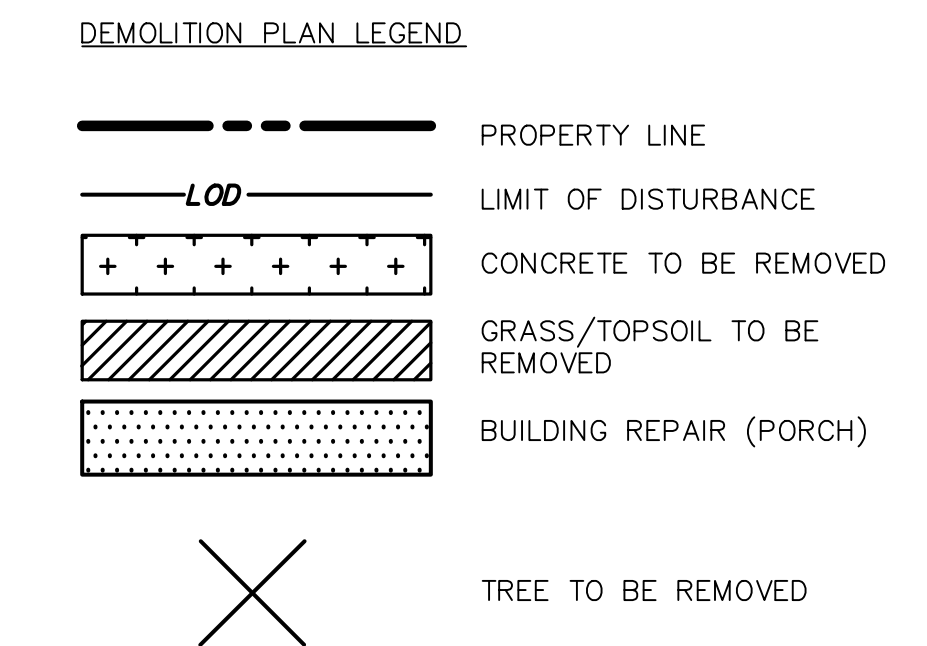 DEMOLITION PLAN LEGEND
PROPERTY LINE
LOD
LIMIT OF DISTURBANCE
CONCRETE TO BE REMOVED
GRASS/TOPSOIL TO BE
REMOVED
BUILDING REPAIR (PORCH)
TREE TO BE REMOVED